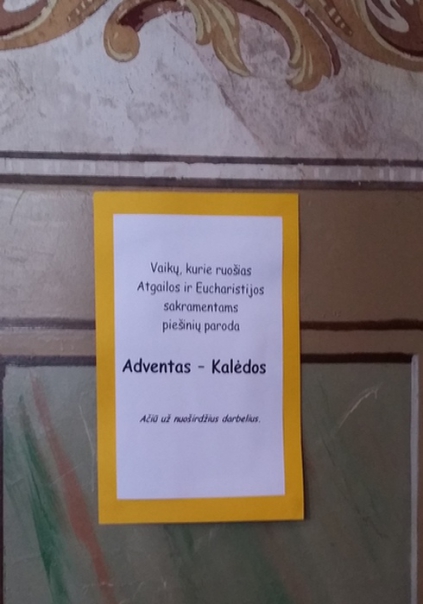 Vaikų, kurie ruošias
Atgailos ir Eucharistijos
sakramentams
piešinių paroda
Adventas - Kalėdos
Ačiū už nuoširdžius darbelius.